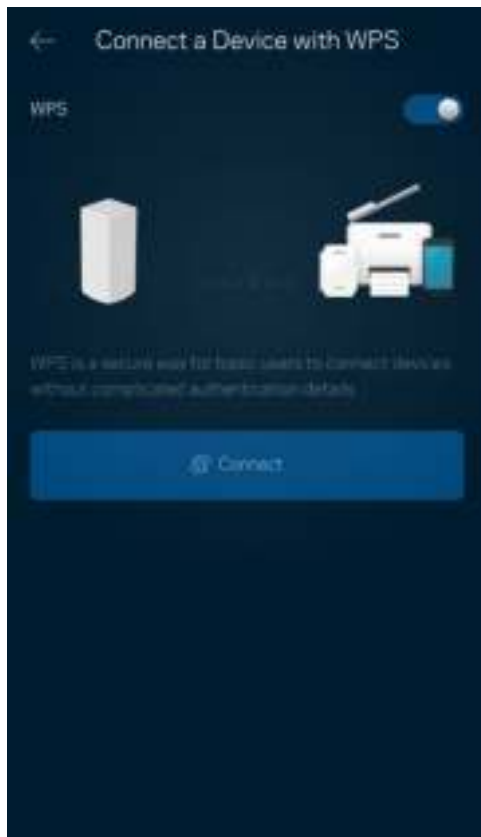 Connect a Device with WPS
WPS
WPS is a secure way for basic users to connect devices
without complicated authentication details.
Connect